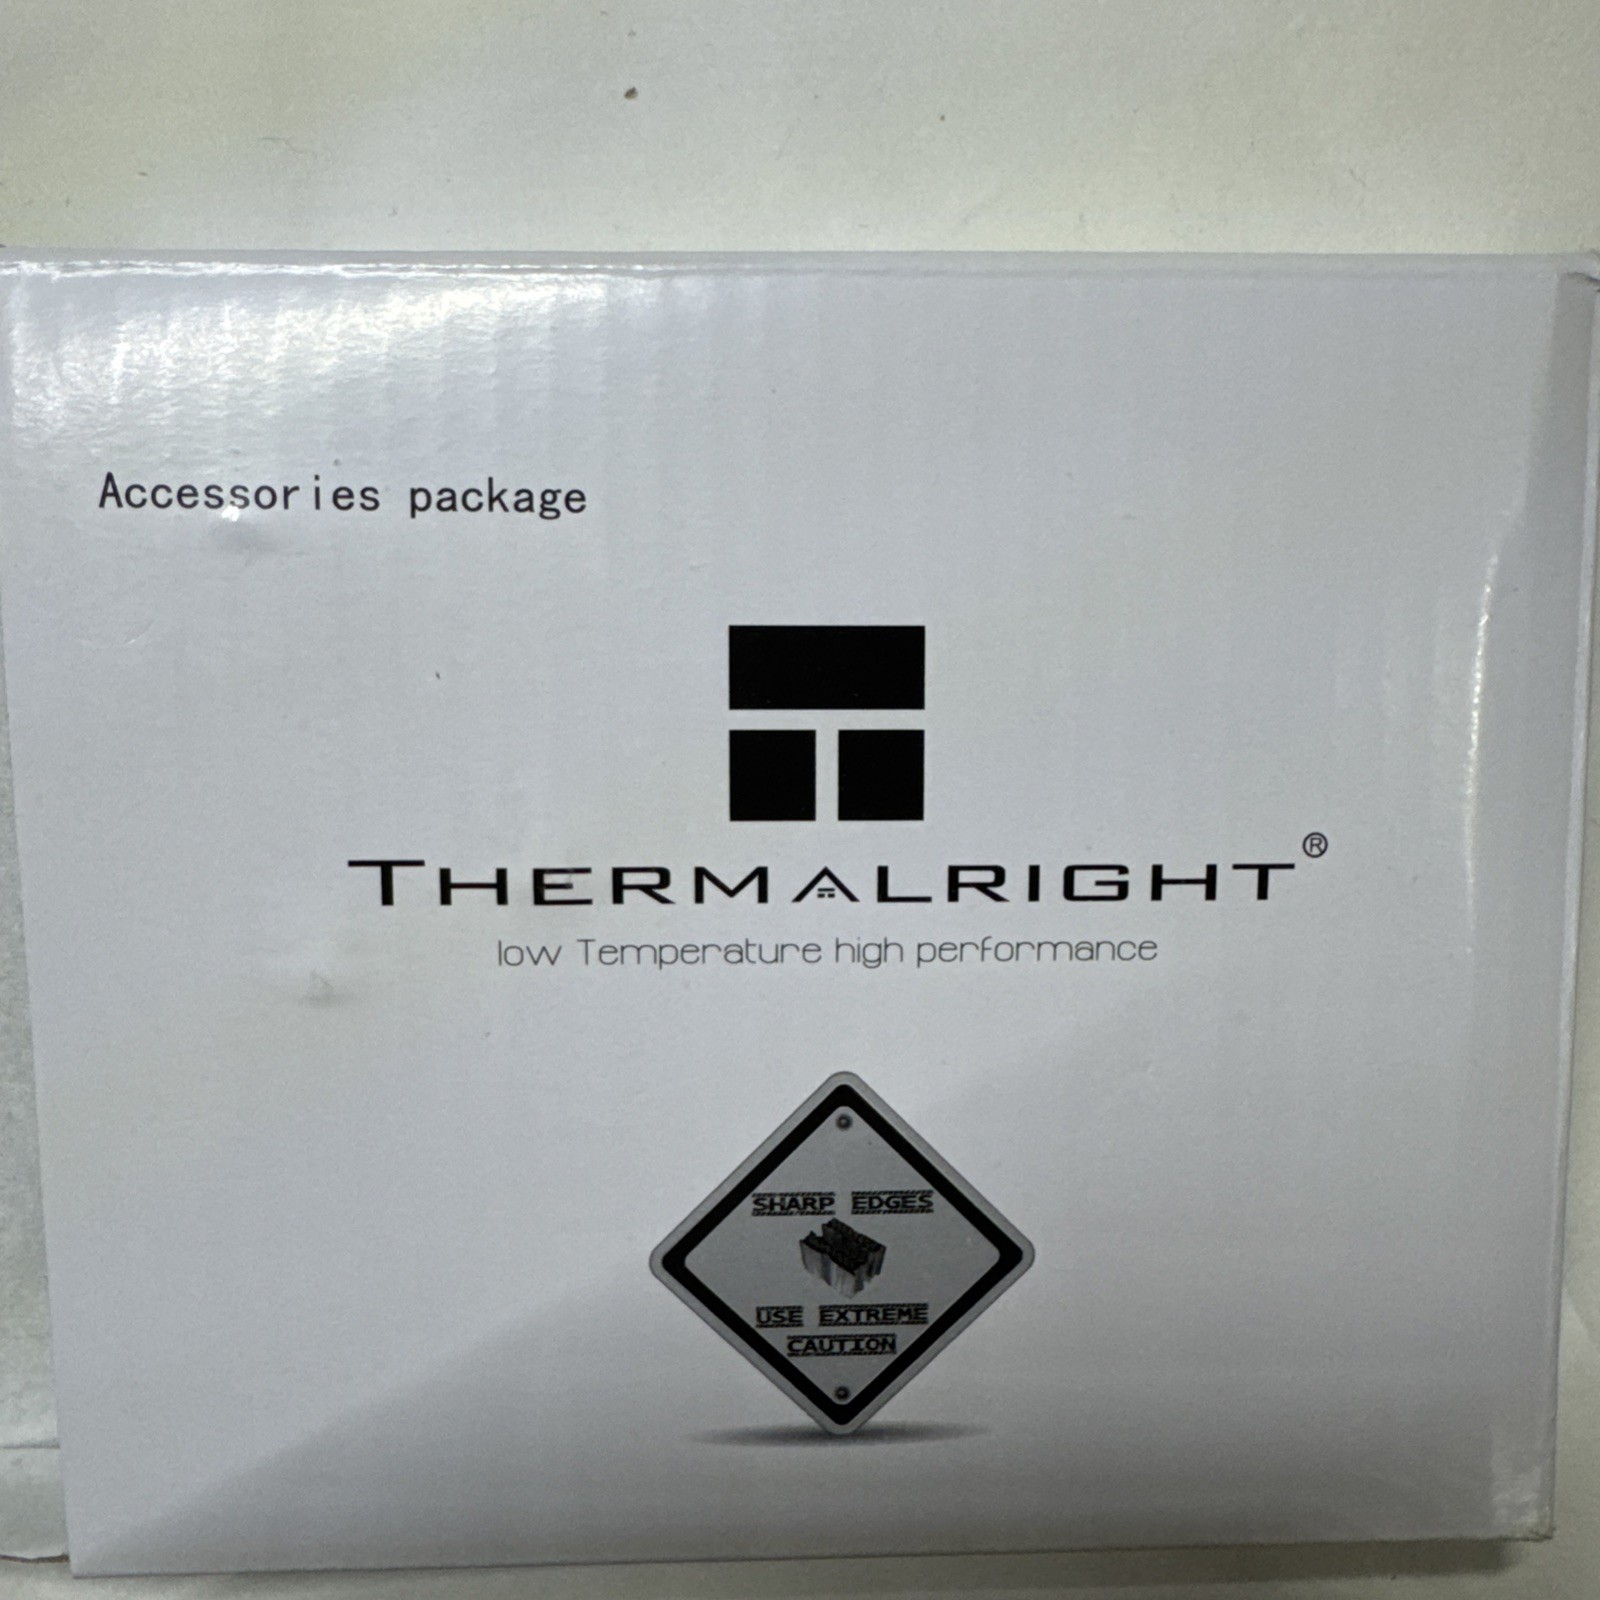 Accessories package
THERMALRIGHT®
low Temperature high performance
SHARP EDGES
USE EXTREME
CAUTION